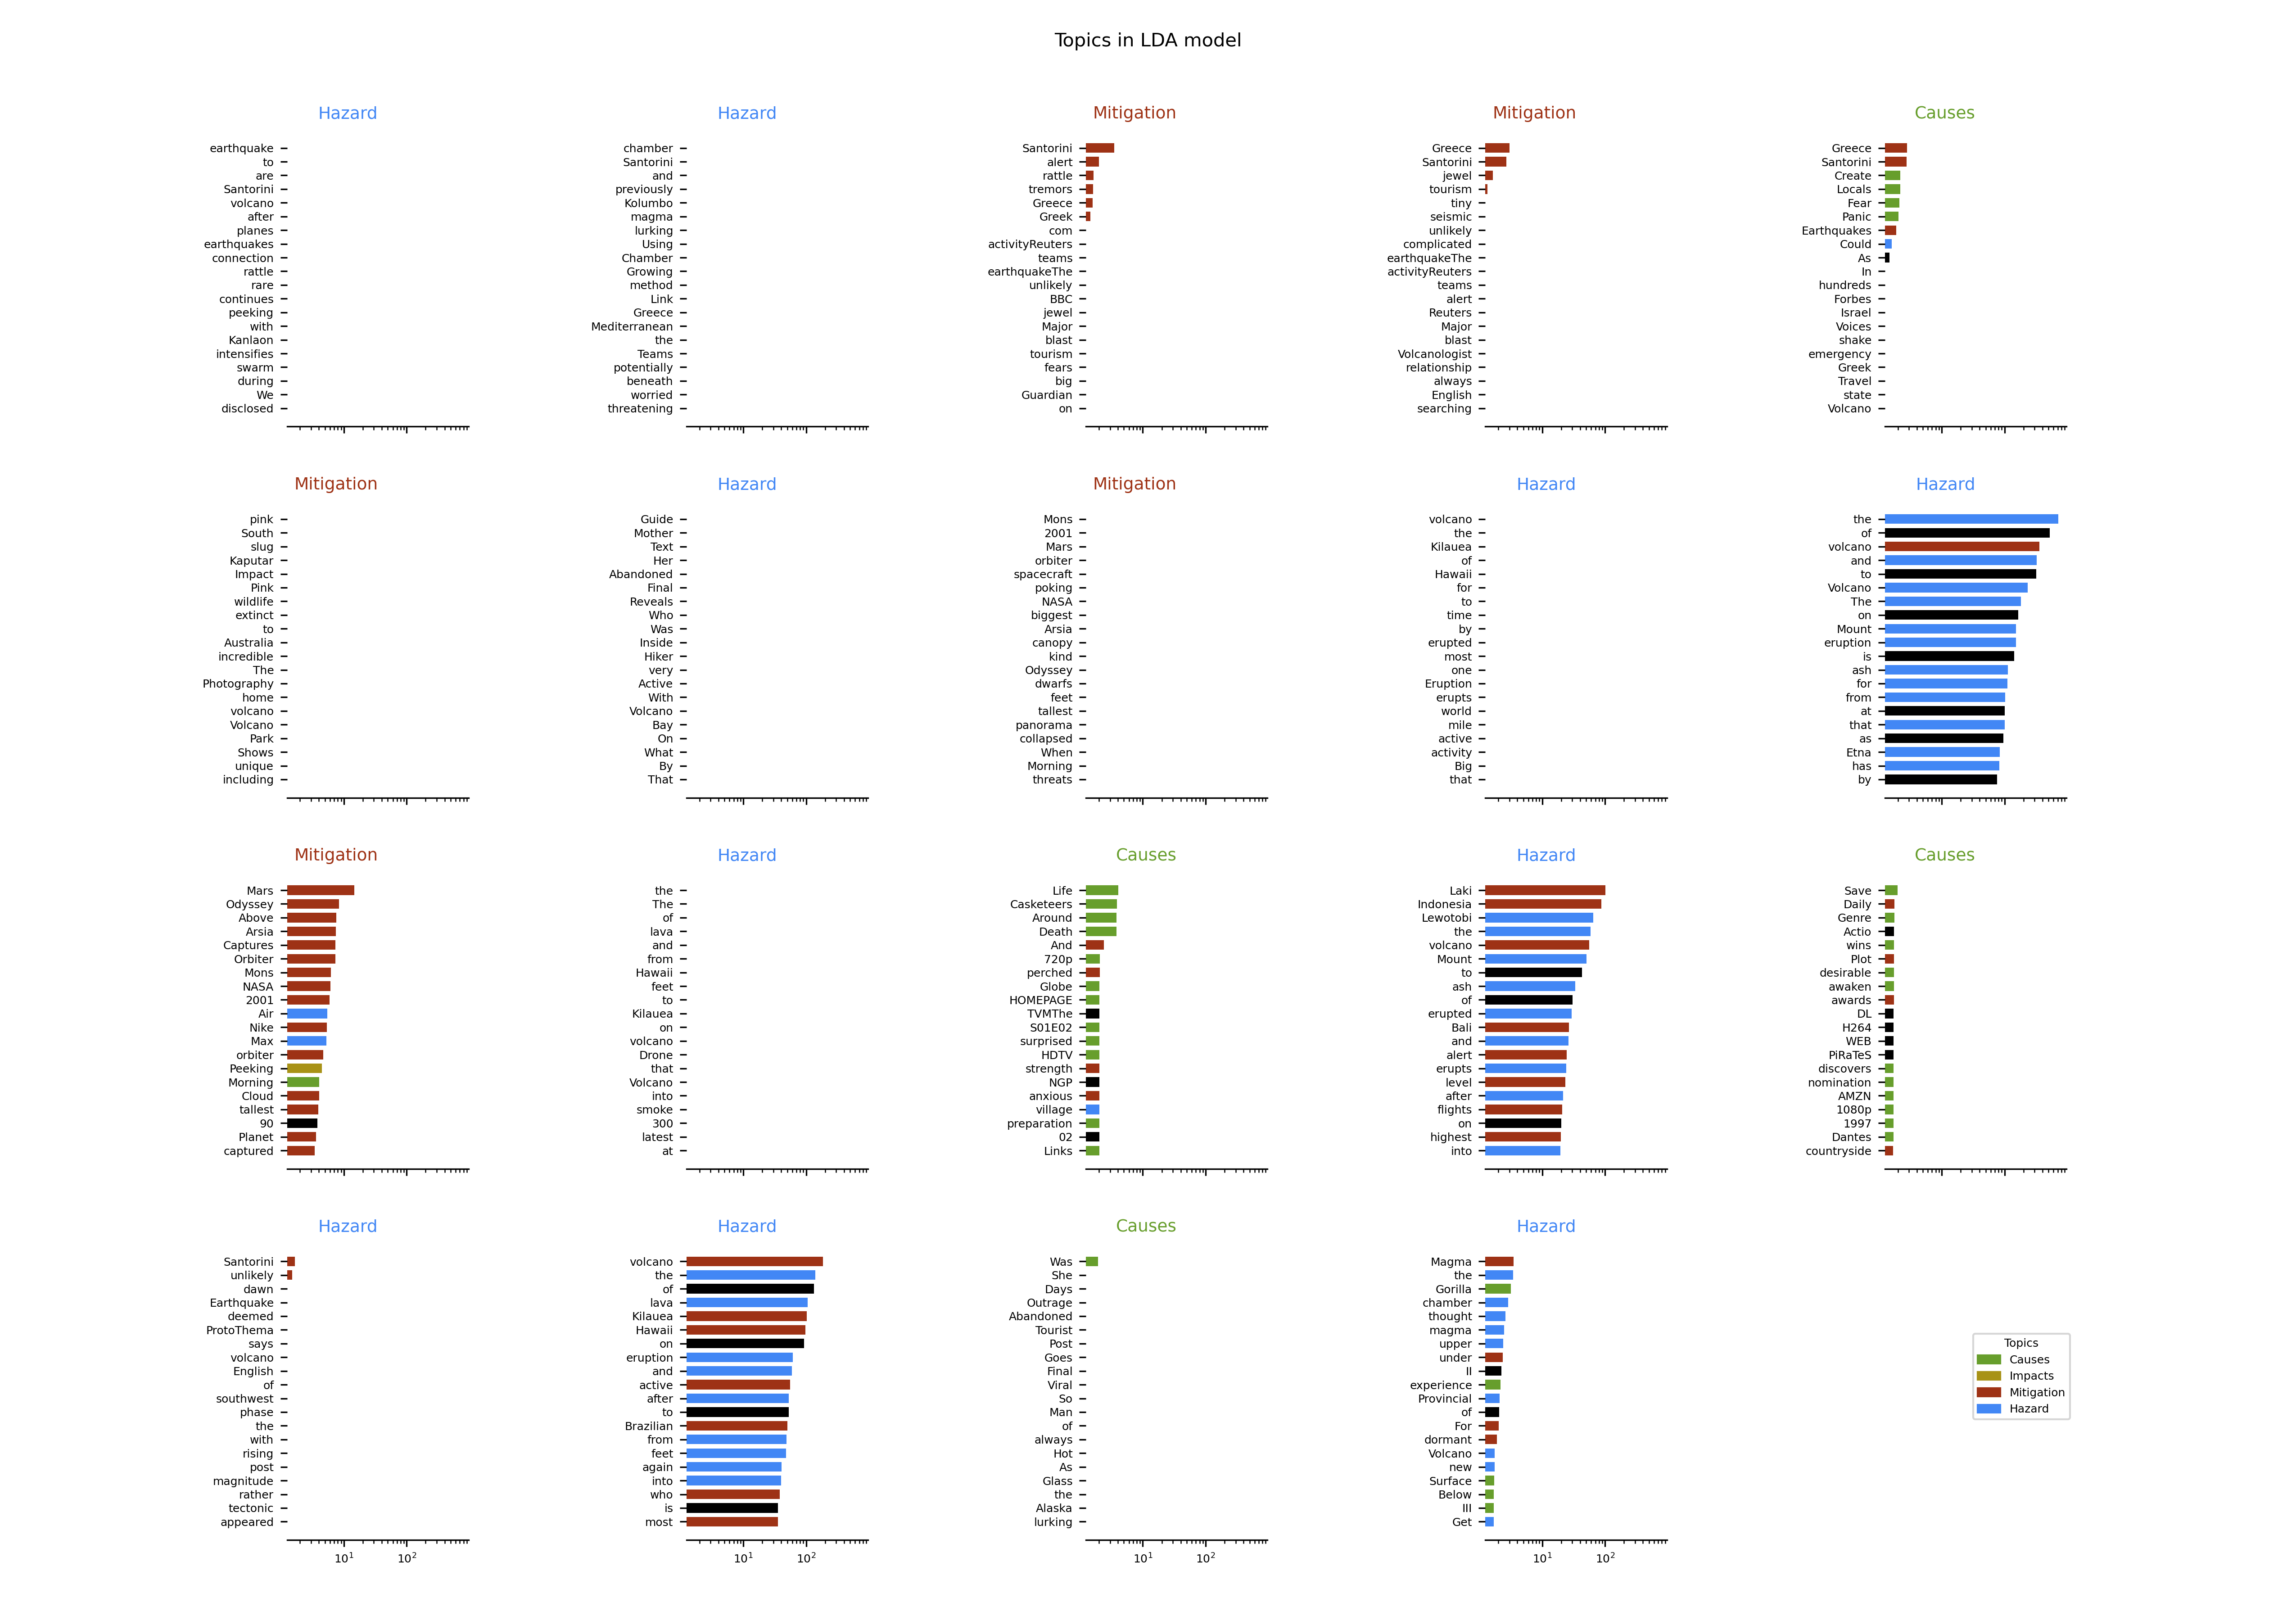 Topics in LDA model
Hazard
earthquake
to
are
Santorini
volcano
after
planes
earthquakes
connection
rattle
rare
continues
peeking
with
Kanlaon
intensifies
swarm
during
We
disclosed
Hazard
chamber
Santorini
and
previously
Kolumbo
magma
lurking
Using
Chamber
Growing
method
Link
Greece
Mediterranean
the
Teams
potentially
beneath
worried
threatening
Mitigation
Santorini
alert
rattle
tremors
Greece
Greek
com
activityReuters
teams
earthquakeThe
unlikely
BBC
jewel
Major
blast
tourism
fears
big
Guardian
on
Mitigation
Greece
Santorini
jewel
tourism
tiny
seismic
unlikely
complicated
earthquakeThe
activityReuters
teams
alert
Reuters
Major
blast
Volcanologist
relationship
always
English
searching
Causes
Greece
Santorini
Create
Locals
Fear
Panic
Earthquakes
Could
As
In
hundreds
Forbes
Israel
Voices
shake
emergency
Greek
Travel
state
Volcano
Mitigation
pink
South
slug
Kaputar
Impact
Pink
wildlife
extinct
to
Australia
incredible
The
Photography
home
volcano
Volcano
Park
Shows
unique
including
Hazard
Guide
Mother
Text
Her
Abandoned
Final
Reveals
Who
Was
Inside
Hiker
very
Active
With
Volcano
Bay
On
What
By
That
Mitigation
Mons
2001
Mars
orbiter
spacecraft
poking
NASA
biggest
Arsia
canopy
kind
Odyssey
dwarfs
feet
tallest
panorama
collapsed
When
Morning
threats
Hazard
volcano
the
Kilauea
of
Hawaii
for
to
time
by
erupted
most
one
Eruption
erupts
world
mile
active
activity
Big
that
Hazard
the
of
volcano
and
to
Volcano
The
on
Mount
eruption
is
ash
for
from
at
that
as
Etna
has
by
Mitigation
Mars
Odyssey
Above
Arsia
Captures
Orbiter
Mons
NASA
2001
Air
Nike
Max
orbiter
Peeking
Morning
Cloud
tallest
90
Planet
captured
Hazard
the
The
of
lava
and
from
Hawaii
feet
to
Kilauea
on
volcano
Drone
that
Volcano
into
smoke
300
latest
at
Causes
Life
Casketeers
Around
Death
And
720p
perched
Globe
HOMEPAGE
TVMThe
S01E02
surprised
HDTV
strength
NGP
anxious
village
preparation
02
Links
Hazard
Laki
Indonesia
Lewotobi
the
volcano
Mount
to
ash
of
erupted
Bali
and
alert
erupts
level
after
flights
on
highest
into
Causes
Save
Daily
Genre
Actio
wins
Plot
desirable
awaken
awards
DL
H264
WEB
PiRaTeS
discovers
nomination
AMZN
1080p
1997
Dantes
countryside
Hazard
Santorini
unlikely
dawn
Earthquake
deemed
ProtoThema
says
volcano
English
of
southwest
phase
the
with
rising
post
magnitude
rather
tectonic
appeared
10¹ 10²
Hazard
volcano
the
of
lava
Kilauea
Hawaii
on
eruption
and
active
after
to
Brazilian
from
feet
again
into
who
is
most
10¹ 10²
Causes
Was
She
Days
Outrage
Abandoned
Tourist
Post
Goes
Final
Viral
So
Man
of
always
Hot
As
Glass
the
Alaska
lurking
10¹ 10²
Hazard
Magma
the
Gorilla
chamber
thought
magma
upper
under
II
experience
Provincial
of
For
dormant
Volcano
new
Surface
Below
III
Get
10¹ 10²
Topics
Causes
Impacts
Mitigation
Hazard